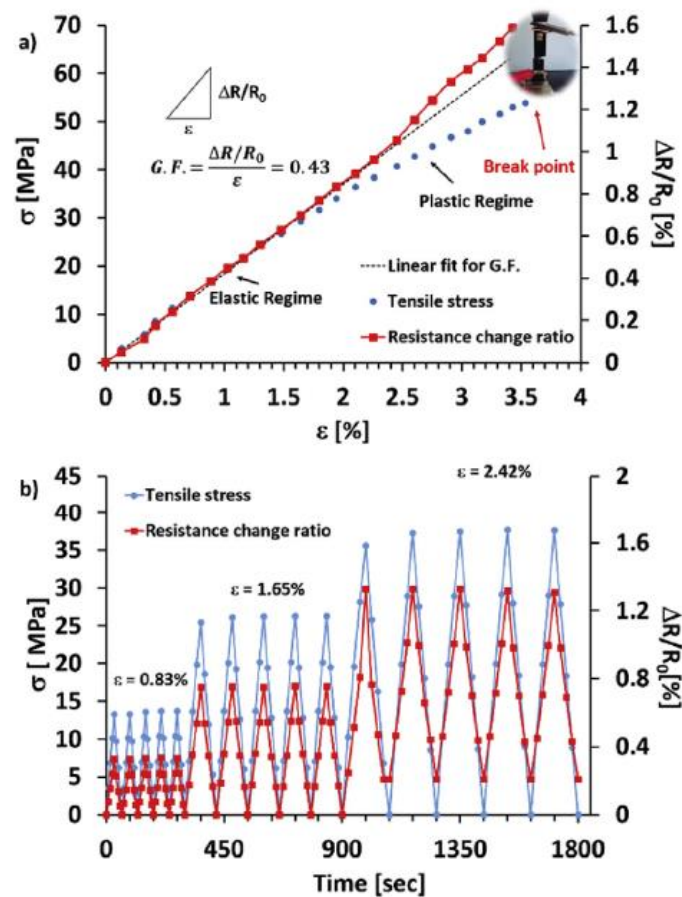 a)
70
60
50
40
30
20
10
0
σ [MPa]
1.6
1.4
1.2
1
0.8
0.6
0.4
0.2
0
ΔR/R₀ [%]
ΔR/R₀
ε
G.F. = ΔR/R₀ / ε = 0.43
Break point
Plastic Regime
Elastic Regime
Linear fit for G.F.
Tensile stress
Resistance change ratio
0 0.5 1 1.5 2 2.5 3 3.5 4
ε [%]
b)
45
40
35
30
25
20
15
10
5
0
σ [ MPa]
2
1.6
1.2
0.8
0.4
0
ΔR/R₀[%]
Tensile stress
Resistance change ratio
ε = 2.42%
ε = 1.65%
ε = 0.83%
0 450 900 1350 1800
Time [sec]